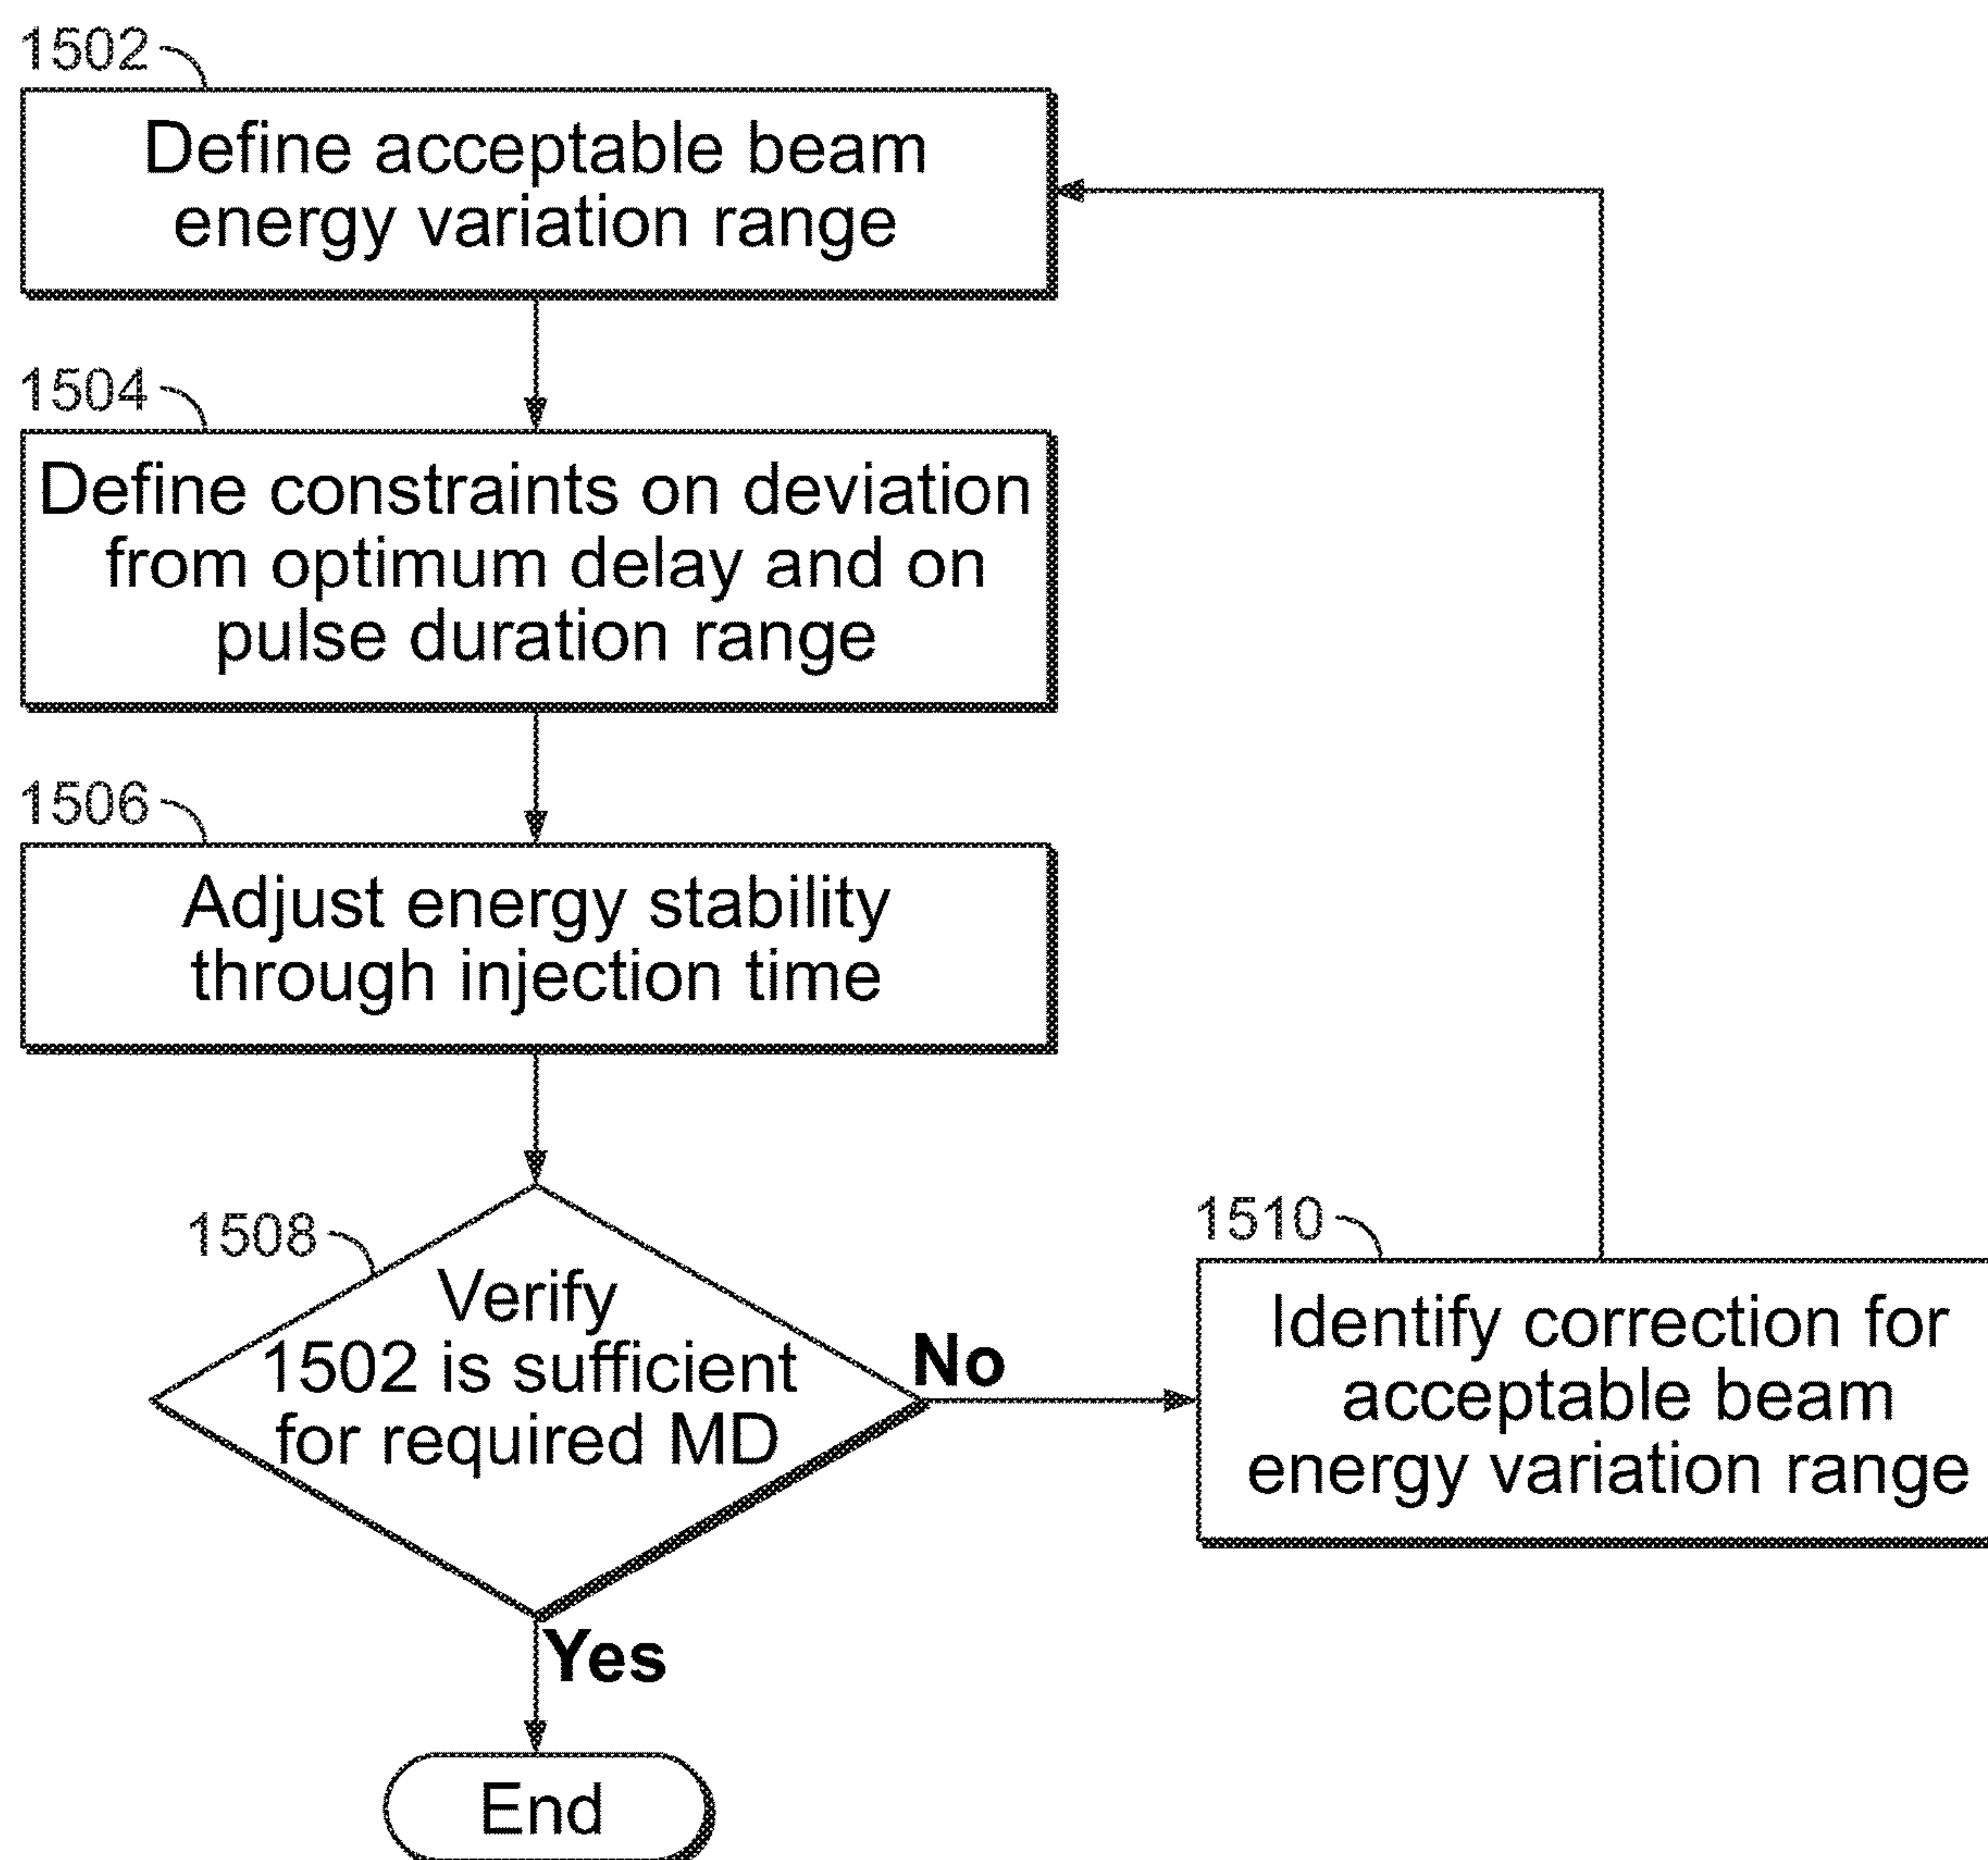 1502
Define acceptable beam
energy variation range
1504
Define constraints on deviation
from optimum delay and on
pulse duration range
1506
Adjust energy stability
through injection time
1508
Verify
1502 is sufficient
for required MD
No
1510
Identify correction for
acceptable beam
energy variation range
Yes
End